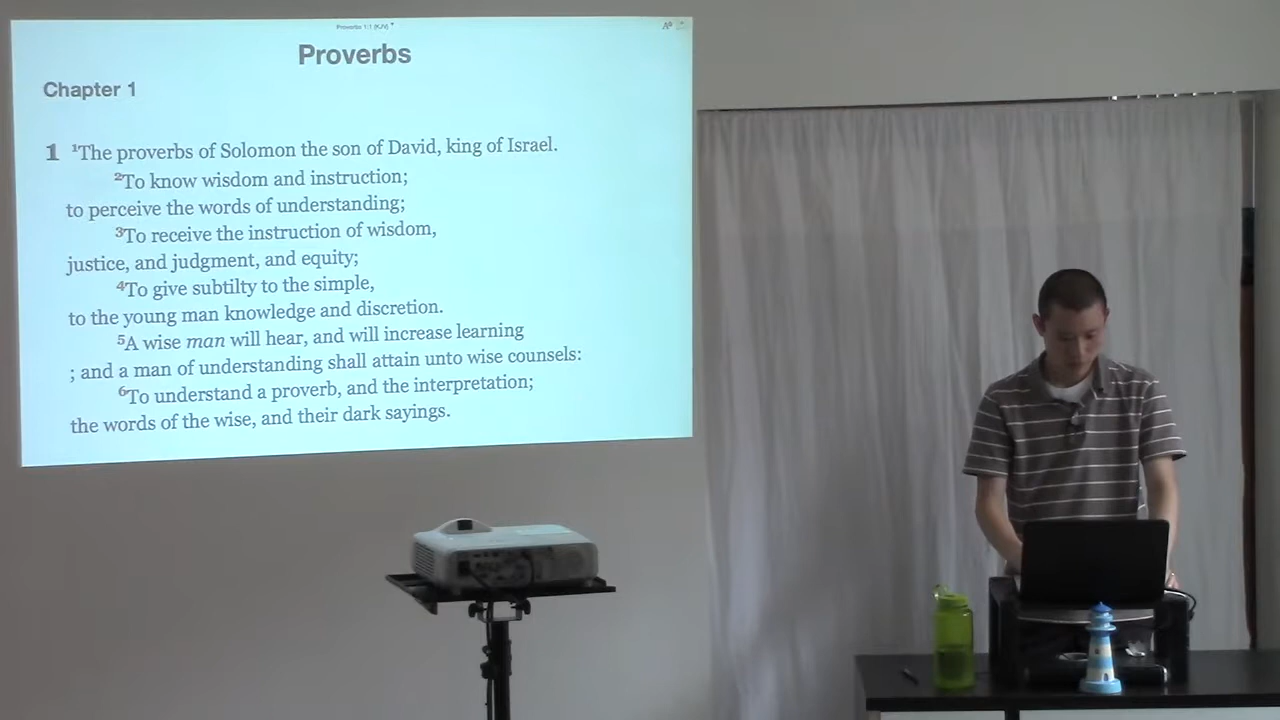 Proverbs 1:1 (KJV)
Proverbs
Chapter 1
1 ¹The proverbs of Solomon the son of David, king of Israel.
²To know wisdom and instruction;
to perceive the words of understanding;
³To receive the instruction of wisdom,
justice, and judgment, and equity;
⁴To give subtilty to the simple,
to the young man knowledge and discretion.
⁵A wise man will hear, and will increase learning
; and a man of understanding shall attain unto wise counsels:
⁶To understand a proverb, and the interpretation;
the words of the wise, and their dark sayings.